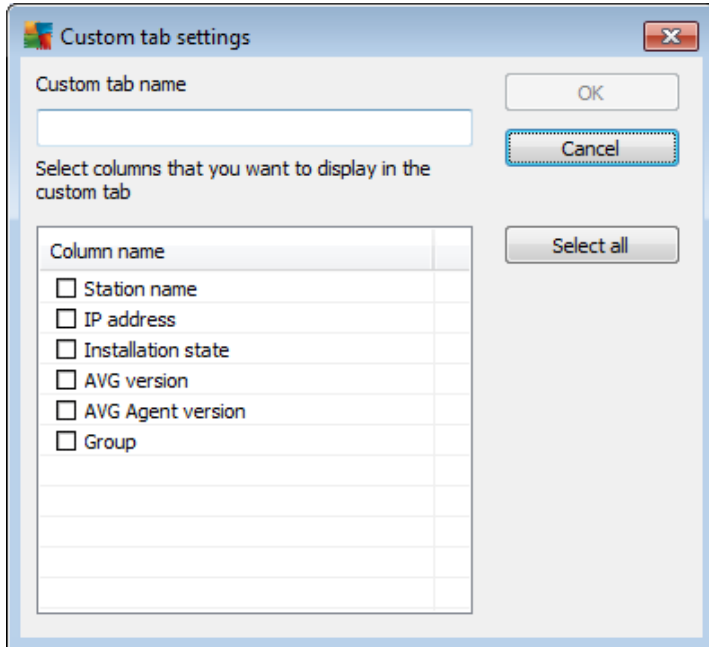 Custom tab settings
Custom tab name
OK
Cancel
Select columns that you want to display in the
custom tab
Select all
Column name
Station name
IP address
Installation state
AVG version
AVG Agent version
Group